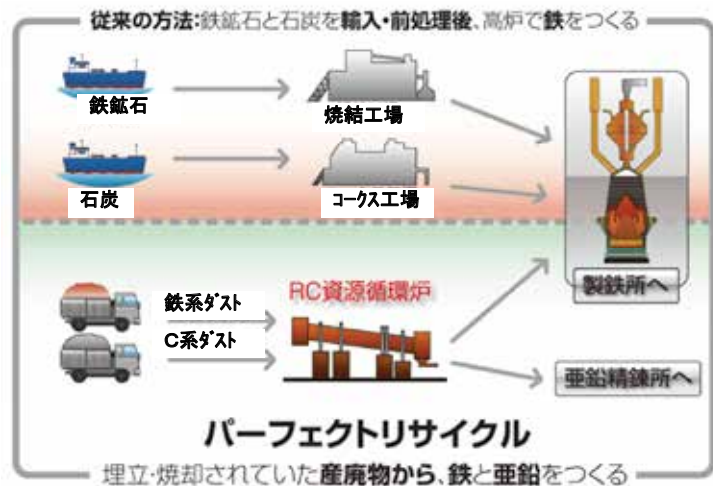 従来の方法:鉄鉱石と石炭を輸入・前処理後、高炉で鉄をつくる
鉄鉱石
焼結工場
石炭
コークス工場
製鉄所へ
鉄系ダスト
C系ダスト
RC資源循環炉
亜鉛精錬所へ
パーフェクトリサイクル
埋立・焼却されていた産廃物から、鉄と亜鉛をつくる